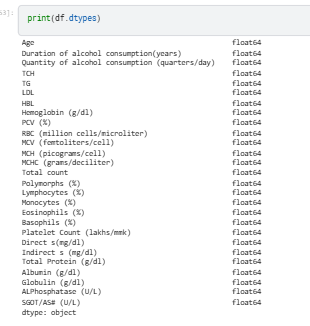 53]:
print(df.dtypes)
Age float64
Duration of alcohol consumption(years) float64
Quantity of alcohol consumption (quarters/day) float64
TCH float64
TG float64
LDL float64
HBL float64
Hemoglobin (g/dl) float64
PCV (%) float64
RBC (million cells/microliter) float64
MCV (femtoliters/cell) float64
MCH (picograms/cell) float64
MCHC (grams/deciliter) float64
Total count float64
Polymorphs (%) float64
Lymphocytes (%) float64
Monocytes (%) float64
Eosinophils (%) float64
Basophils (%) float64
Platelet Count (lakhs/mmk) float64
Direct s(mg/dl) float64
Indirect s (mg/dl) float64
Total Protein (g/dl) float64
Albumin (g/dl) float64
Globulin (g/dl) float64
ALPhosphatase (U/L) float64
SGOT/AS# (U/L) float64
dtype: object